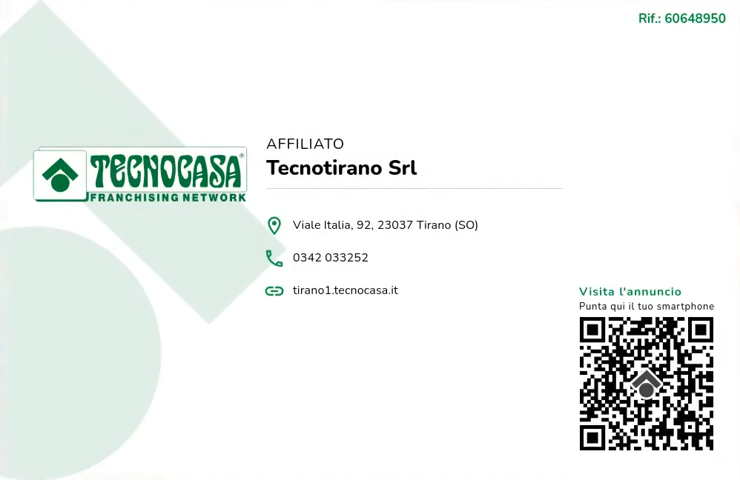 Rif.: 60648950
TECNOCASA®
FRANCHISING NETWORK
AFFILIATO
Tecnotirano Srl
Viale Italia, 92, 23037 Tirano (SO)
0342 033252
tirano1.tecnocasa.it
Visita l'annuncio
Punta qui il tuo smartphone